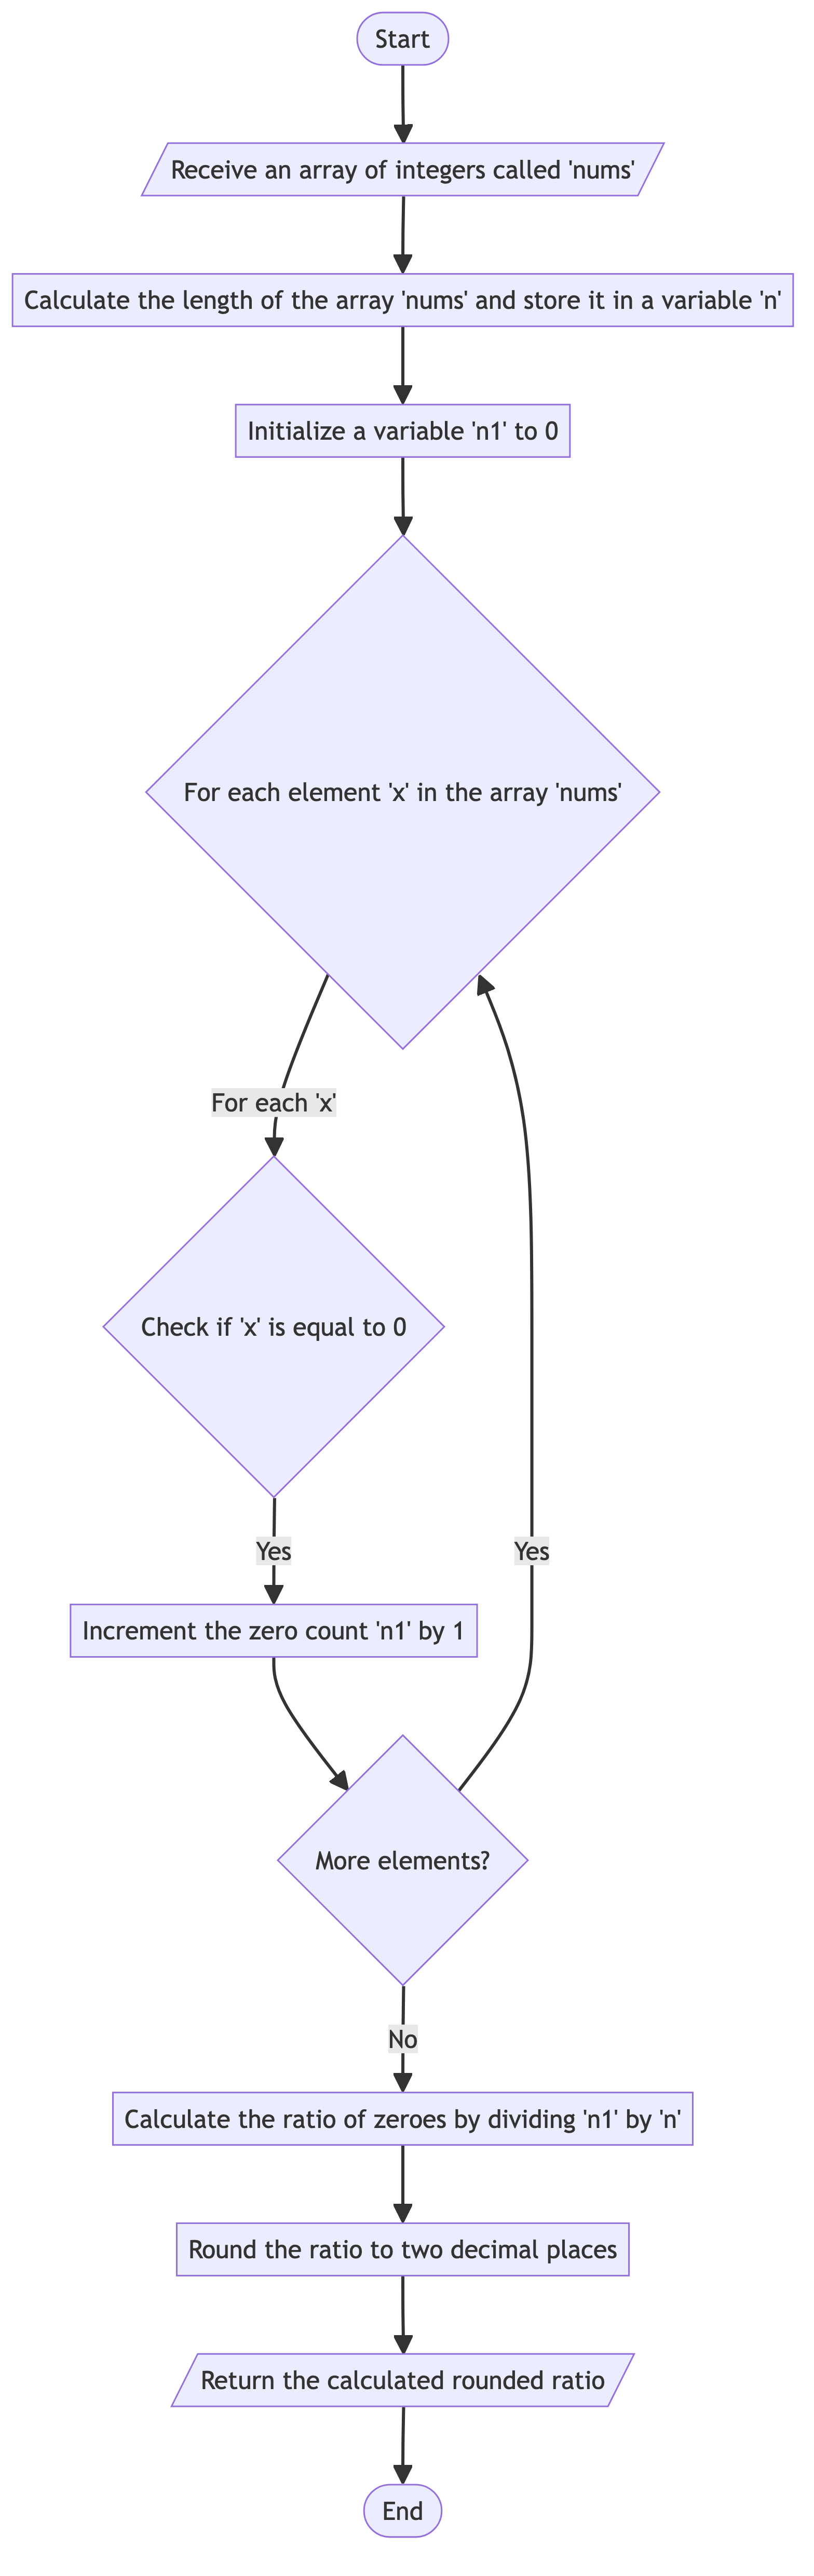 Start
Receive an array of integers called 'nums'
Calculate the length of the array 'nums' and store it in a variable 'n'
Initialize a variable 'n1' to 0
For each element 'x' in the array 'nums'
For each 'x'
Check if 'x' is equal to 0
Yes
Yes
Increment the zero count 'n1' by 1
More elements?
No
Calculate the ratio of zeroes by dividing 'n1' by 'n'
Round the ratio to two decimal places
Return the calculated rounded ratio
End